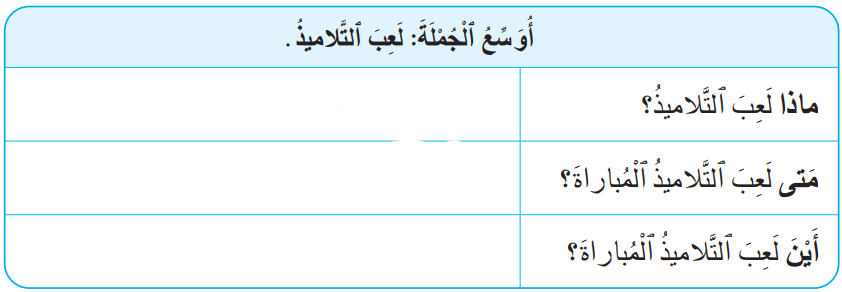 أُوَسِّعُ ٱلْجُمْلَةَ: لَعِبَ ٱلتَّلاميذُ.
ماذا لَعِبَ ٱلتَّلاميذُ؟
مَتى لَعِبَ ٱلتَّلاميذُ ٱلْمُباراةَ؟
أَيْنَ لَعِبَ ٱلتَّلاميذُ ٱلْمُباراةَ؟